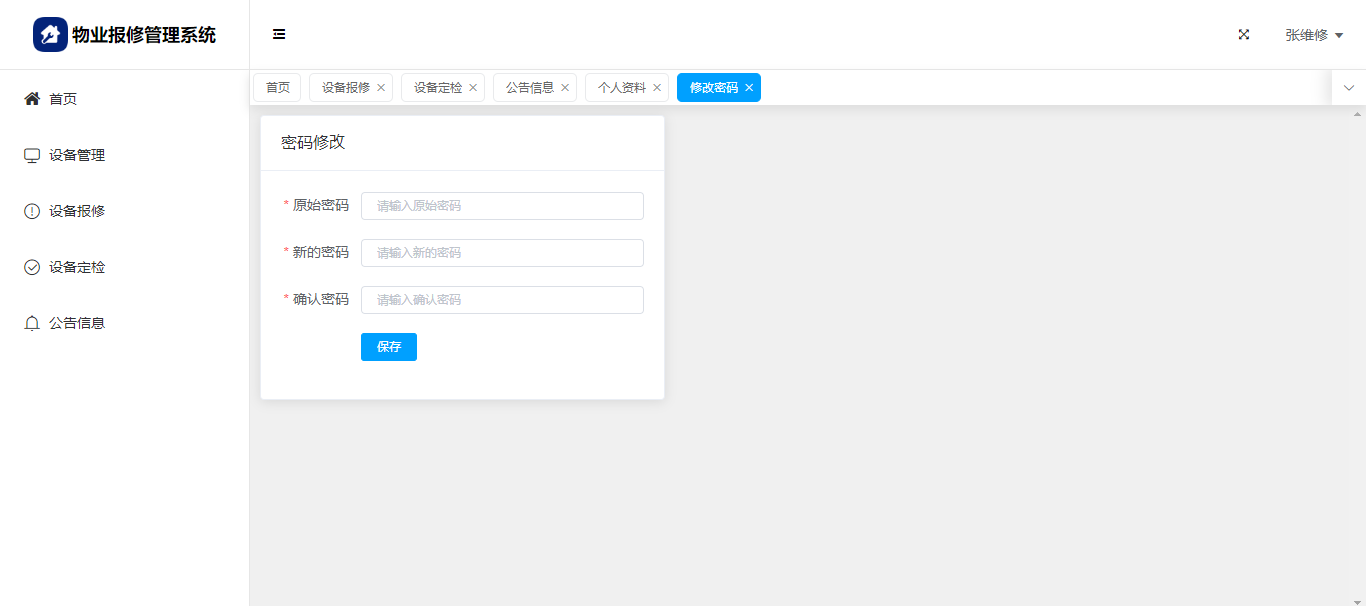 物业报修管理系统
张维修
首页
设备管理
设备报修
设备定检
公告信息
首页 设备报修 设备定检 公告信息 个人资料 修改密码
密码修改
* 原始密码 请输入原始密码
* 新的密码 请输入新的密码
* 确认密码 请输入确认密码
保存